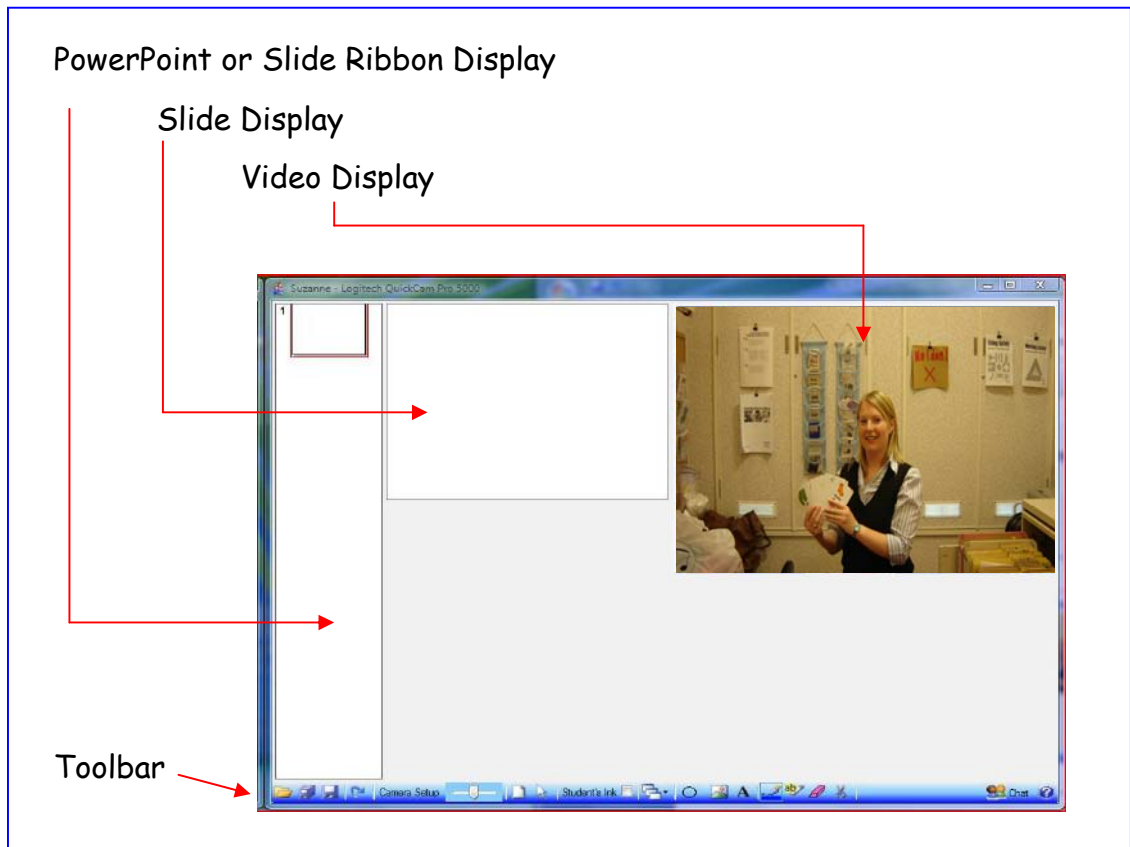 PowerPoint or Slide Ribbon Display
Slide Display
Video Display
Suzanne - Logitech QuickCam Pro 5000
1
Toolbar
Camera Setup
Student's Ink
A
ab
Chat
?